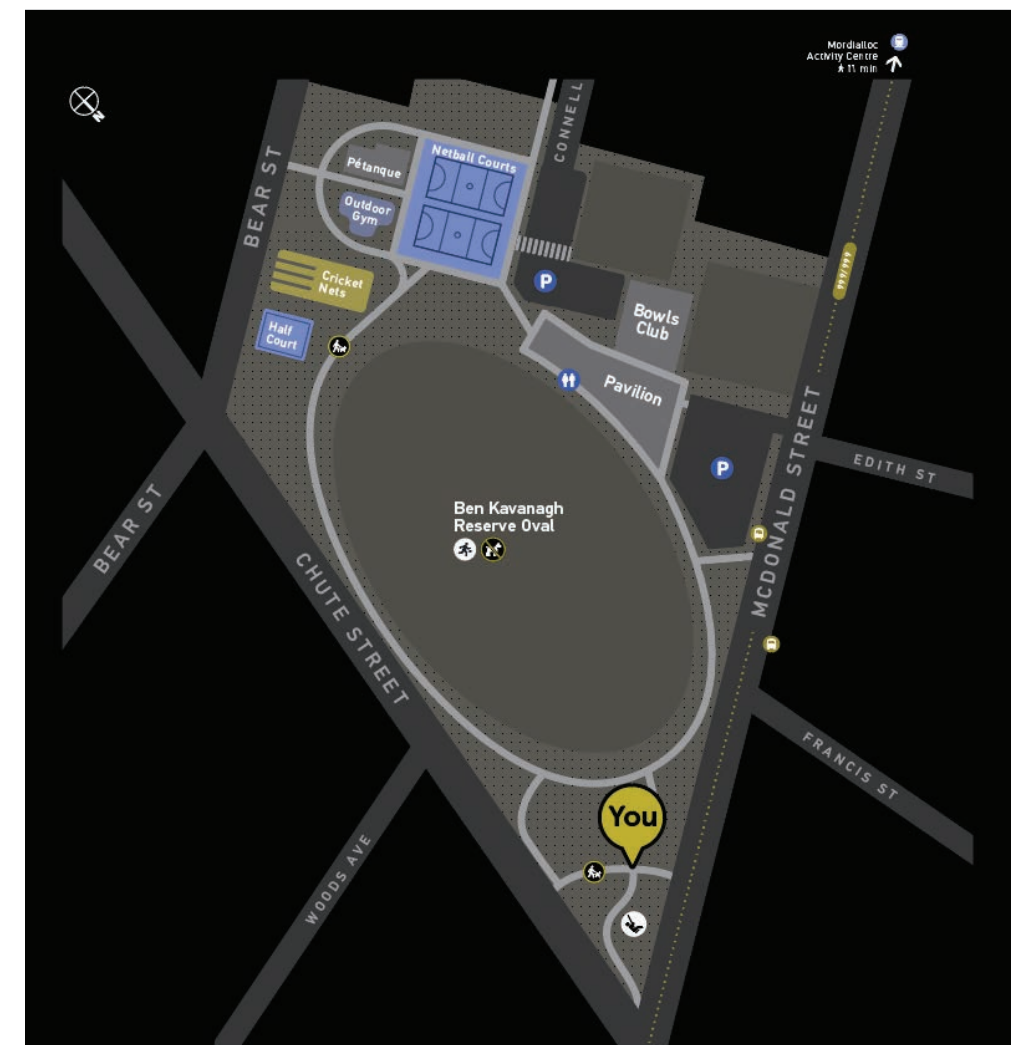 Mordialloc
Activity Centre
11 min
N
CONNELL
Netball Courts
Pétanque
BEAR ST
Outdoor
Gym
Cricket
Nets
P
Bowls
Club
Half
Court
Pavilion
MCDONALD STREET
EDITH ST
P
BEAR ST
Ben Kavanagh
Reserve Oval
CHUTE STREET
FRANCIS ST
You
WOODS AVE